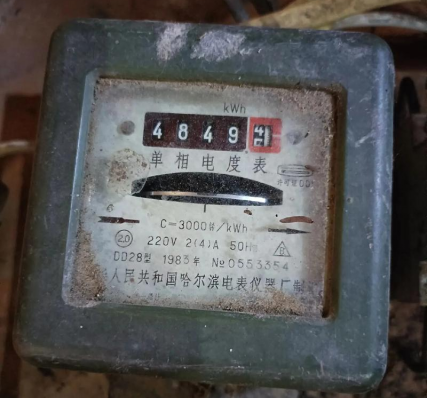 kWh
4849
单相电度表
C=3000转/kWh
2.0 220V 2(4)A 50Hz
DD28型 1983年 №0553354
人民共和国哈尔滨电表仪器厂制